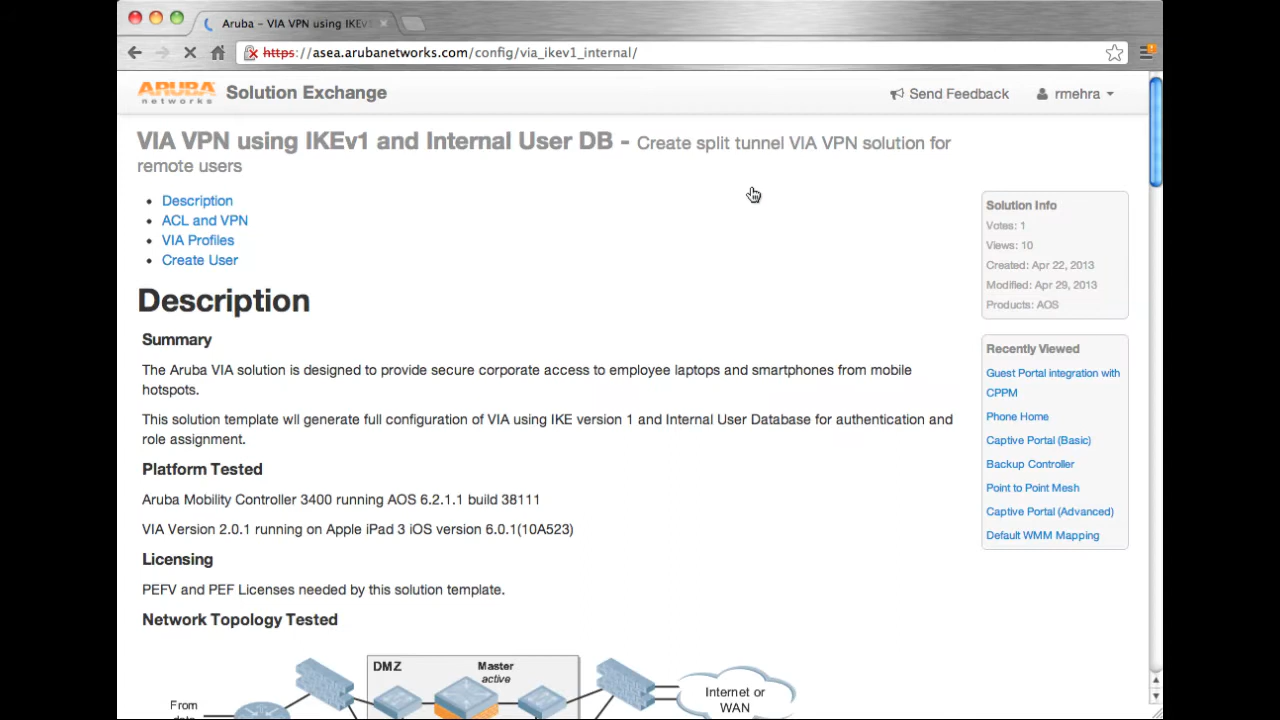 Aruba – VIA VPN using IKEv1
https://asea.arubanetworks.com/config/via_ikev1_internal/
ARUBA networks Solution Exchange
Send Feedback
rmehra
VIA VPN using IKEv1 and Internal User DB - Create split tunnel VIA VPN solution for
remote users
Description
ACL and VPN
VIA Profiles
Create User
Description
Summary
The Aruba VIA solution is designed to provide secure corporate access to employee laptops and smartphones from mobile
hotspots.
This solution template wll generate full configuration of VIA using IKE version 1 and Internal User Database for authentication and
role assignment.
Platform Tested
Aruba Mobility Controller 3400 running AOS 6.2.1.1 build 38111
VIA Version 2.0.1 running on Apple iPad 3 iOS version 6.0.1(10A523)
Licensing
PEFV and PEF Licenses needed by this solution template.
Network Topology Tested
DMZ
Master
active
Internet or
WAN
From
Solution Info
Votes: 1
Views: 10
Created: Apr 22, 2013
Modified: Apr 29, 2013
Products: AOS
Recently Viewed
Guest Portal integration with
CPPM
Phone Home
Captive Portal (Basic)
Backup Controller
Point to Point Mesh
Captive Portal (Advanced)
Default WMM Mapping